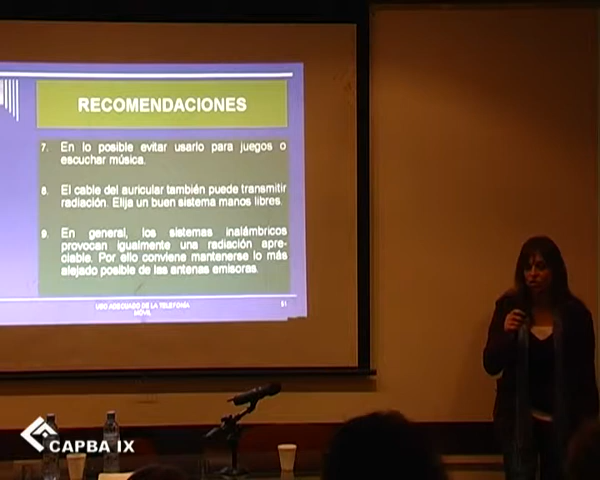 RECOMENDACIONES
7. En lo posible evitar usarlo para juegos o
escuchar música.
8. El cable del auricular también puede transmitir
radiación. Elija un buen sistema manos libres.
9. En general, los sistemas inalámbricos
provocan igualmente una radiación apre-
ciable. Por ello conviene mantenerse lo más
alejado posible de las antenas emisoras.
USO ADECUADO DE LA TELEFONÍA
MÓVIL
51
CAPBA IX